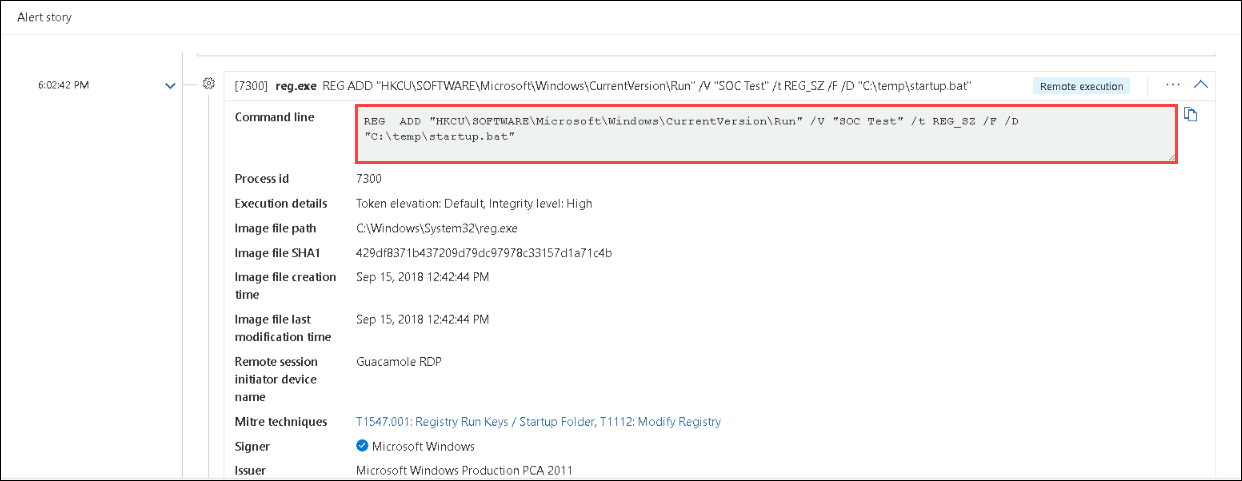 Alert story
6:02:42 PM
[7300] reg.exe REG ADD "HKCU\SOFTWARE\Microsoft\Windows\CurrentVersion\Run" /V "SOC Test" /t REG_SZ /F /D "C:\temp\startup.bat"
Remote execution
Command line
REG  ADD "HKCU\SOFTWARE\Microsoft\Windows\CurrentVersion\Run" /V "SOC Test" /t REG_SZ /F /D
"C:\temp\startup.bat"
Process id 7300
Execution details Token elevation: Default, Integrity level: High
Image file path C:\Windows\System32\reg.exe
Image file SHA1 429df8371b437209d79dc97978c33157d1a71c4b
Image file creation Sep 15, 2018 12:42:44 PM
time
Image file last Sep 15, 2018 12:42:44 PM
modification time
Remote session Guacamole RDP
initiator device
name
Mitre techniques T1547.001: Registry Run Keys / Startup Folder, T1112: Modify Registry
Signer Microsoft Windows
Issuer Microsoft Windows Production PCA 2011